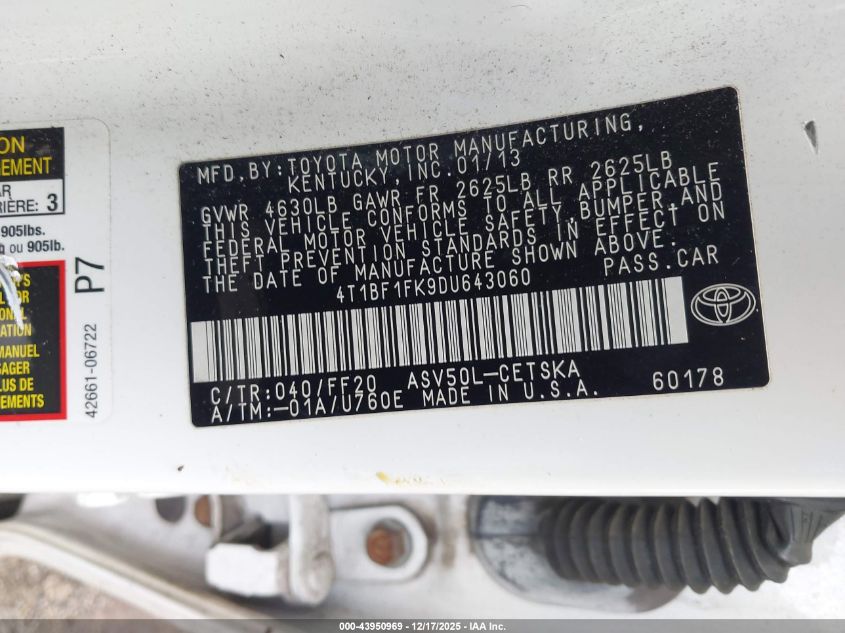 ON
EMENT
AR
RIÈRE: 3
905lbs.
ou 905lb.
MANUEL
P7
42661-06722
MFD.BY:TOYOTA MOTOR MANUFACTURING,
KENTUCKY, INC.01/13
GVWR 4630LB GAWR FR 2625LB RR 2625LB
THIS VEHICLE CONFORMS TO ALL APPLICABLE
FEDERAL MOTOR VEHICLE SAFETY,BUMPER,AND
THEFT PREVENTION STANDARDS IN EFFECT ON
THE DATE OF MANUFACTURE SHOWN ABOVE.
4T1BF1FK9DU643060 PASS.CAR
C/TR:040/FF20 ASV50L-CETSKA
A/TM:-01A/U760E MADE IN U.S.A. 60178
000-43950969 • 12/17/2025 • IAA Inc.